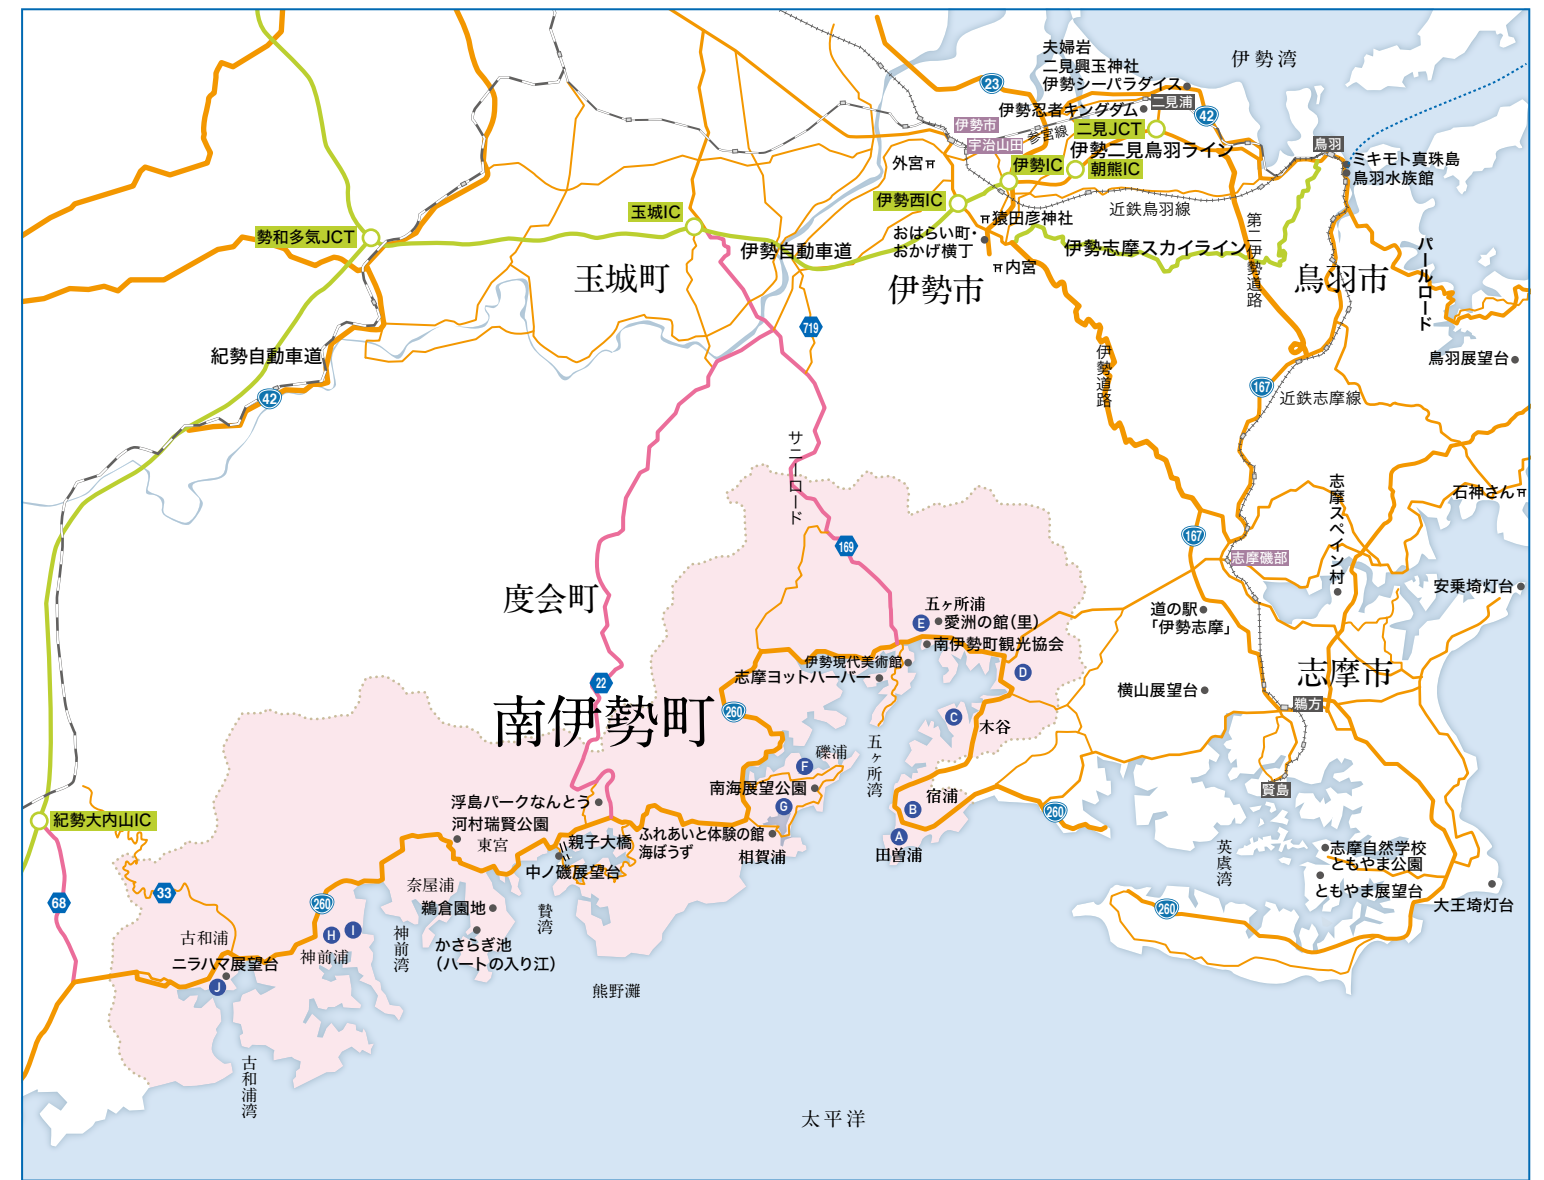 夫婦岩
二見興玉神社
伊勢シーパラダイス
伊勢湾
23
伊勢忍者キングダム
二見浦
42
伊勢市
参宮線
二見JCT
宇治山田
伊勢二見鳥羽ライン
鳥羽
ミキモト真珠島
鳥羽水族館
外宮
伊勢IC
朝熊IC
伊勢西IC
近鉄鳥羽線
玉城IC
猿田彦神社
おはらい町・
おかげ横丁
第二伊勢道路
勢和多気JCT
伊勢自動車道
伊勢志摩スカイライン
パールロード
内宮
玉城町
伊勢市
鳥羽市
719
紀勢自動車道
伊勢道路
鳥羽展望台
42
167
近鉄志摩線
サニーロード
志摩スペイン村
石神さん
169
167
志摩磯部
度会町
五ヶ所浦
E
愛洲の館(里)
道の駅
「伊勢志摩」
安乗埼灯台
南伊勢町観光協会
伊勢現代美術館
志摩ヨットハーバー
D
志摩市
22
横山展望台
南伊勢町
260
C
木谷
鵜方
五ヶ所湾
礫浦
F
南海展望公園
賢島
浮島パークなんとう
G
宿浦
B
260
紀勢大内山IC
河村瑞賢公園
東宮
親子大橋
ふれあいと体験の館
海ぼうず
相賀浦
A
田曽浦
英虞湾
志摩自然学校
ともやま公園
中ノ磯展望台
ともやま展望台
奈屋浦
33
68
260
鵜倉園地
贄湾
260
大王埼灯台
古和浦
H
I
神前浦
神前湾
かさらぎ池
(ハートの入り江)
ニラハマ展望台
J
熊野灘
古和浦湾
太平洋